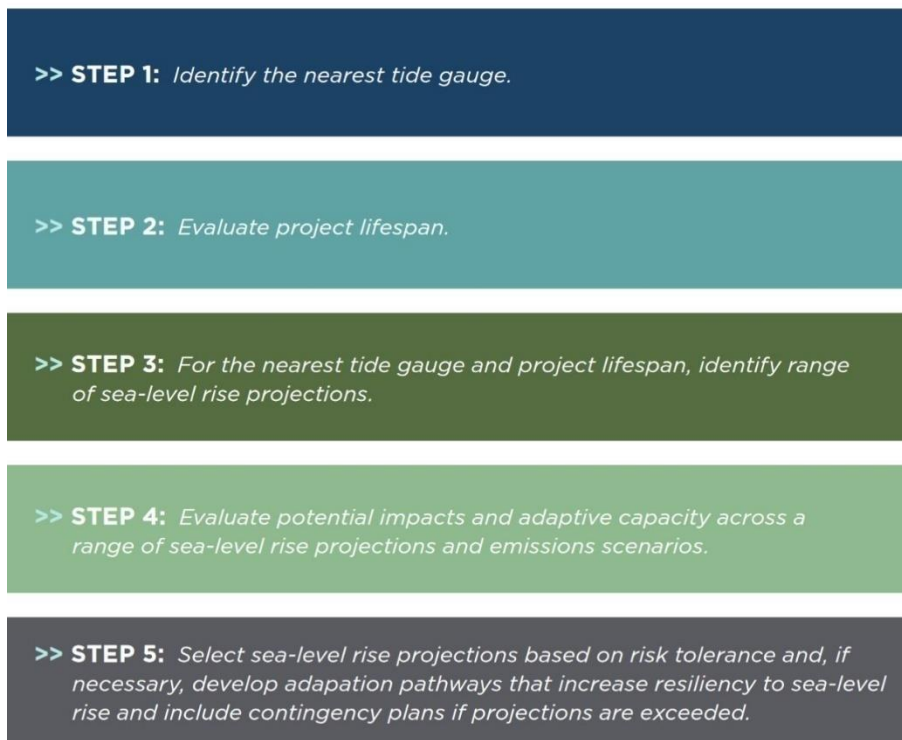 >> STEP 1: Identify the nearest tide gauge.
>> STEP 2: Evaluate project lifespan.
>> STEP 3: For the nearest tide gauge and project lifespan, identify range
of sea-level rise projections.
>> STEP 4: Evaluate potential impacts and adaptive capacity across a
range of sea-level rise projections and emissions scenarios.
>> STEP 5: Select sea-level rise projections based on risk tolerance and, if
necessary, develop adapation pathways that increase resiliency to sea-level
rise and include contingency plans if projections are exceeded.